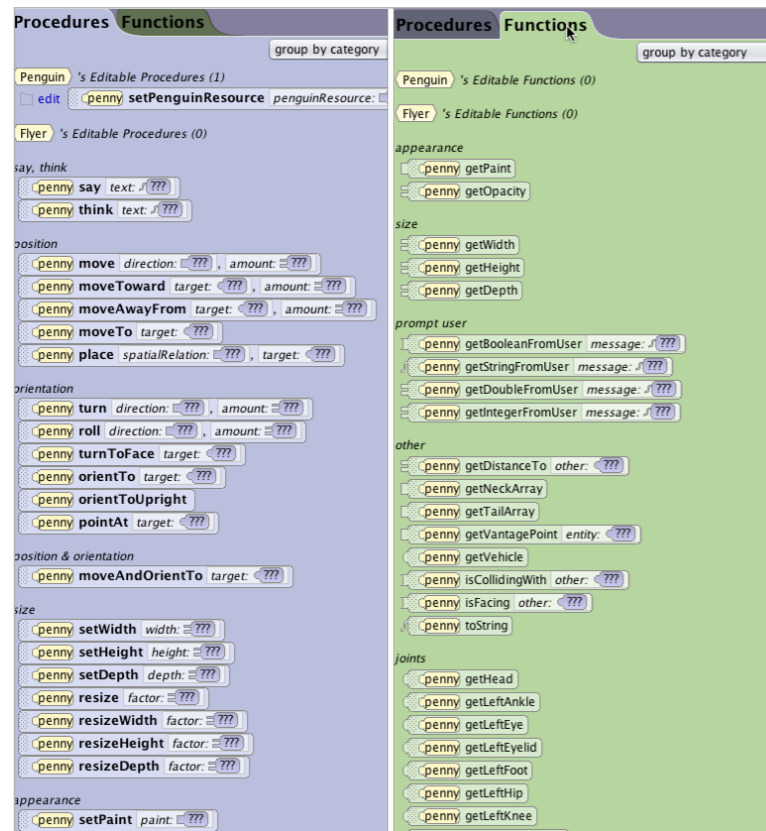 Procedures Functions
group by category
Penguin 's Editable Procedures (1)
edit penny setPenguinResource penguinResource:
Flyer 's Editable Procedures (0)
say, think
penny say text: ???
penny think text: ???
position
penny move direction: ??? , amount: ???
penny moveToward target: ??? , amount: ???
penny moveAwayFrom target: ??? , amount: ???
penny moveTo target: ???
penny place spatialRelation: ??? , target: ???
orientation
penny turn direction: ??? , amount: ???
penny roll direction: ??? , amount: ???
penny turnToFace target: ???
penny orientTo target: ???
penny orientToUpright
penny pointAt target: ???
position & orientation
penny moveAndOrientTo target: ???
size
penny setWidth width: ???
penny setHeight height: ???
penny setDepth depth: ???
penny resize factor: ???
penny resizeWidth factor: ???
penny resizeHeight factor: ???
penny resizeDepth factor: ???
appearance
penny setPaint paint: ???
Procedures Functions
group by category
Penguin 's Editable Functions (0)
Flyer 's Editable Functions (0)
appearance
penny getPaint
penny getOpacity
size
penny getWidth
penny getHeight
penny getDepth
prompt user
penny getBooleanFromUser message: ???
penny getStringFromUser message: ???
penny getDoubleFromUser message: ???
penny getIntegerFromUser message: ???
other
penny getDistanceTo other: ???
penny getNeckArray
penny getTailArray
penny getVantagePoint entity: ???
penny getVehicle
penny isCollidingWith other: ???
penny isFacing other: ???
penny toString
joints
penny getHead
penny getLeftAnkle
penny getLeftEye
penny getLeftEyelid
penny getLeftFoot
penny getLeftHip
penny getLeftKnee